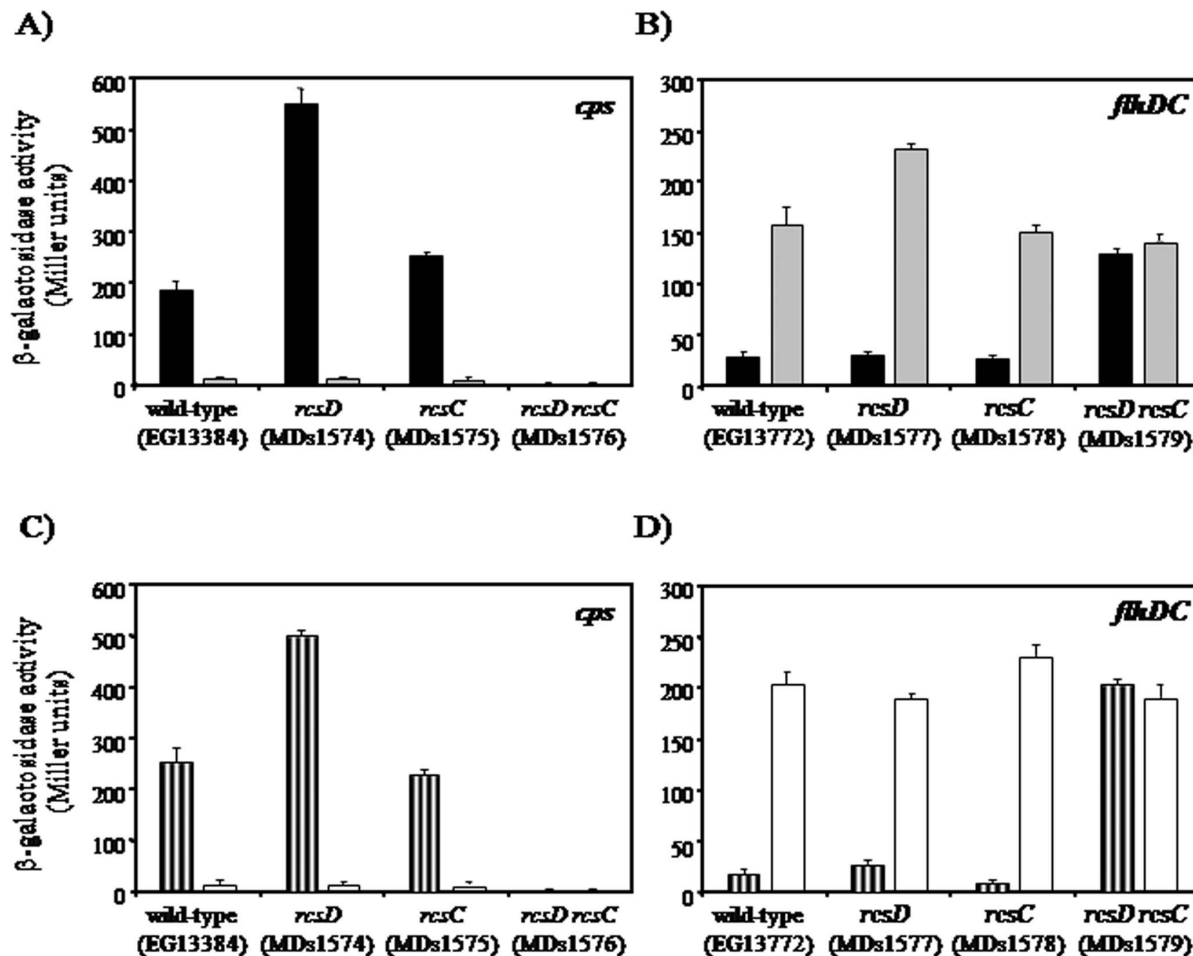 A)
β-galactosidase activity
(Miller units)
600
500
400
300
200
100
0
cps
wild-type rcsD rcsC rcsD rcsC
(EG13384) (MDs1574) (MDs1575) (MDs1576)
B)
300
250
200
150
100
50
0
flhDC
wild-type rcsD rcsC rcsD rcsC
(EG13772) (MDs1577) (MDs1578) (MDs1579)
C)
β-galactosidase activity
(Miller units)
600
500
400
300
200
100
0
cps
wild-type rcsD rcsC rcsD rcsC
(EG13384) (MDs1574) (MDs1575) (MDs1576)
D)
300
250
200
150
100
50
0
flhDC
wild-type rcsD rcsC rcsD rcsC
(EG13772) (MDs1577) (MDs1578) (MDs1579)